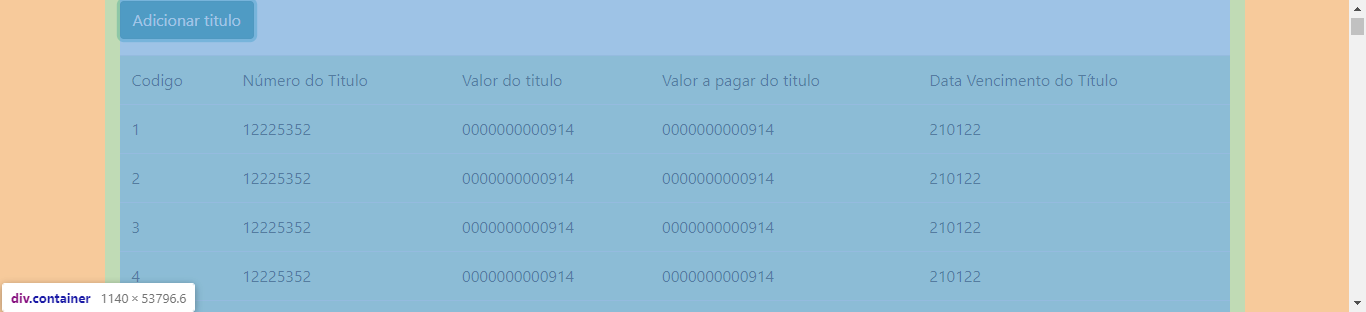 Adicionar titulo
Codigo Número do Titulo Valor do titulo Valor a pagar do titulo Data Vencimento do Título
1 12225352 0000000000914 0000000000914 210122
2 12225352 0000000000914 0000000000914 210122
3 12225352 0000000000914 0000000000914 210122
4 12225352 0000000000914 0000000000914 210122
div.container 1140 × 53796.6